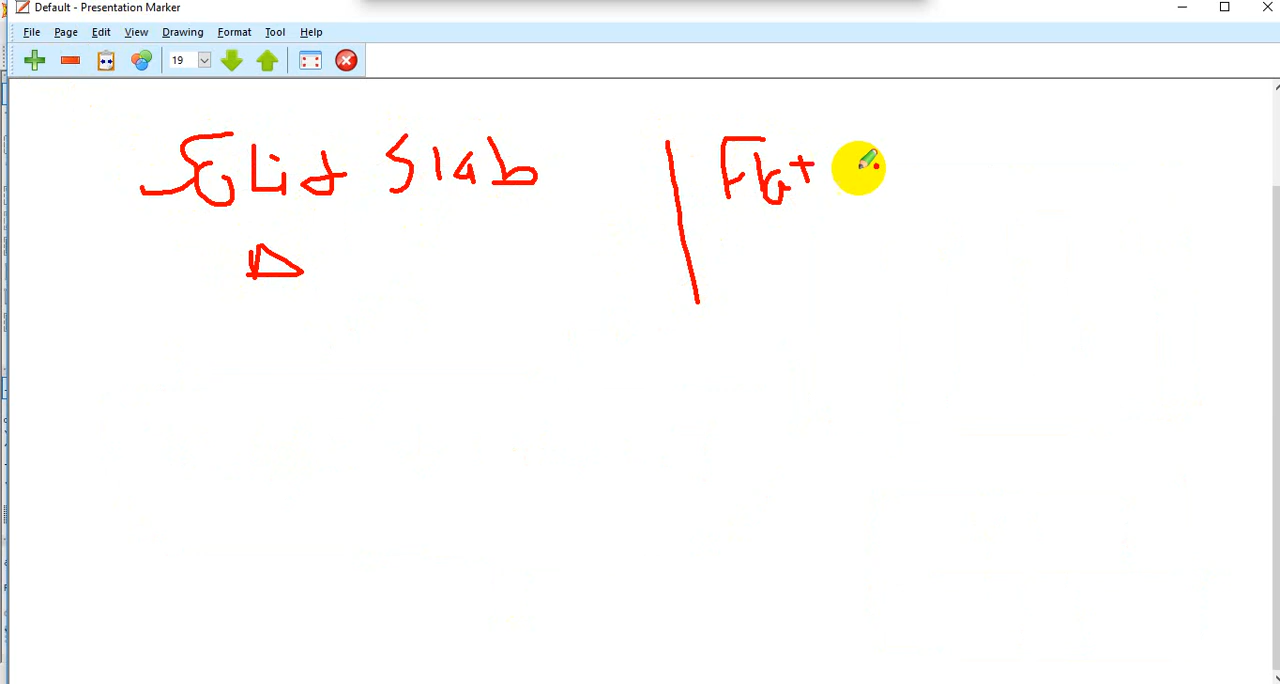 Default - Presentation Marker
File Page Edit View Drawing Format Tool Help
19
Solid Slab
Flat